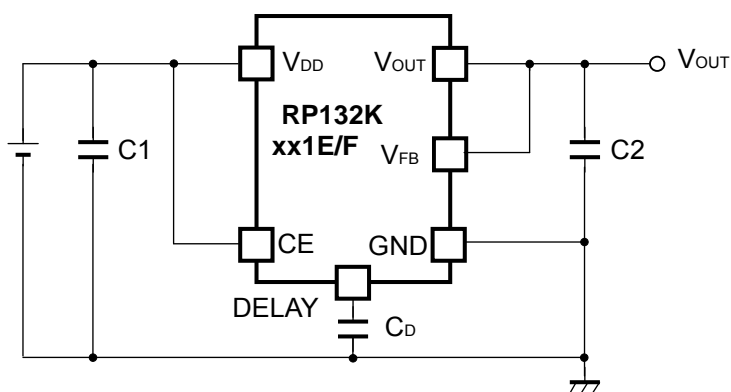 VDD
VOUT
VOUT
RP132K
xx1E/F
C1
VFB
C2
CE
GND
DELAY
CD